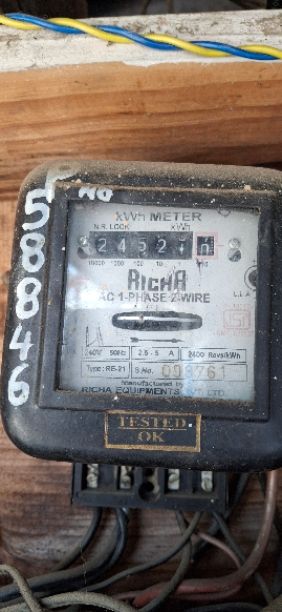 P NO
58846
kWh METER
N.R. LOCK kWh
24527
10000 1000 100 10 1
RICHA
AC 1-PHASE 2-WIRE
240V 50Hz 2.5-5 A 2400 Revs/kWh
Type: RE-21 S.No. 098761
Manufactured by
RICHA EQUIPMENTS PVT. LTD.
TESTED
OK